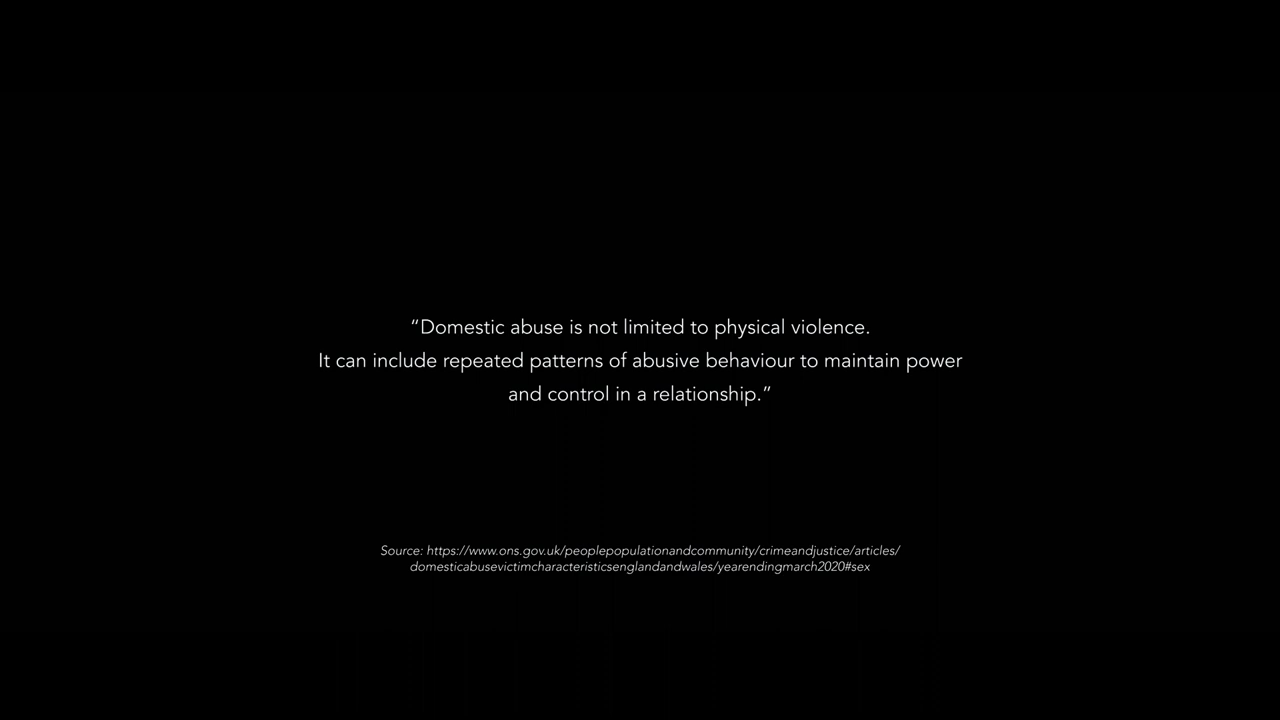 “Domestic abuse is not limited to physical violence.
It can include repeated patterns of abusive behaviour to maintain power
and control in a relationship.”
Source: https://www.ons.gov.uk/peoplepopulationandcommunity/crimeandjustice/articles/
domesticabusevictimcharacteristicsenglandandwales/yearendingmarch2020#sex